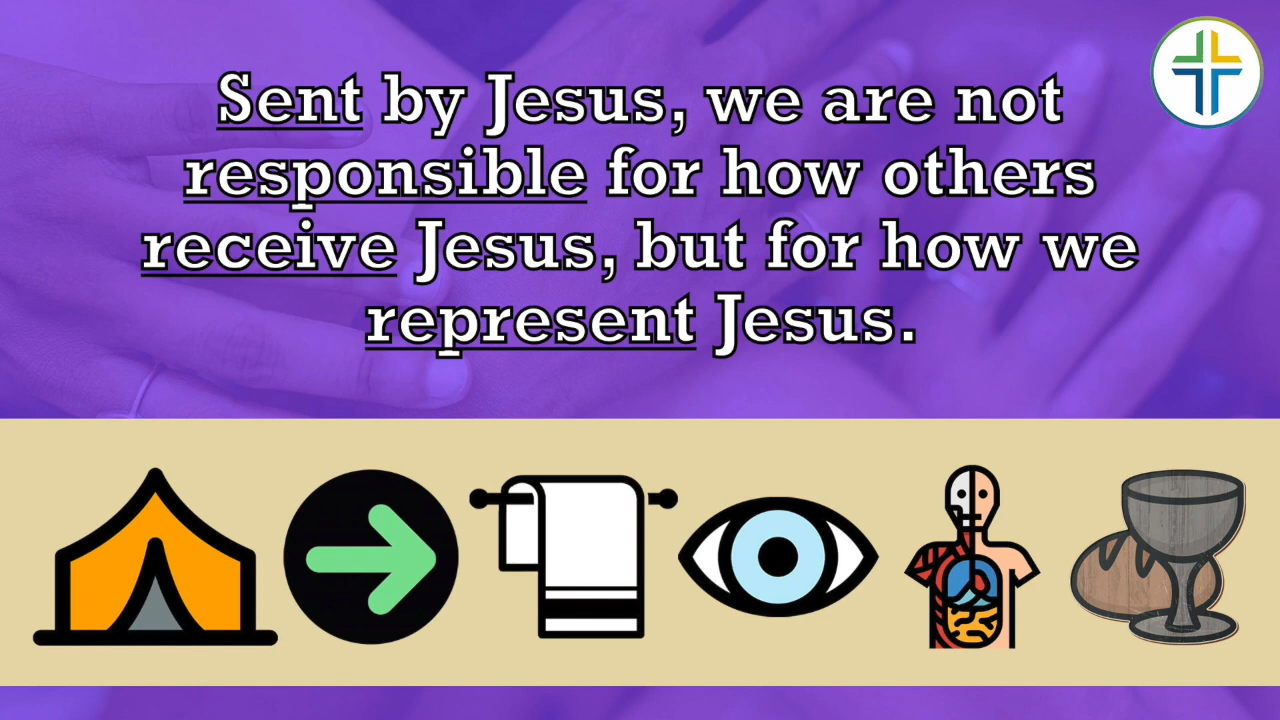 Sent by Jesus, we are not
responsible for how others
receive Jesus, but for how we
represent Jesus.